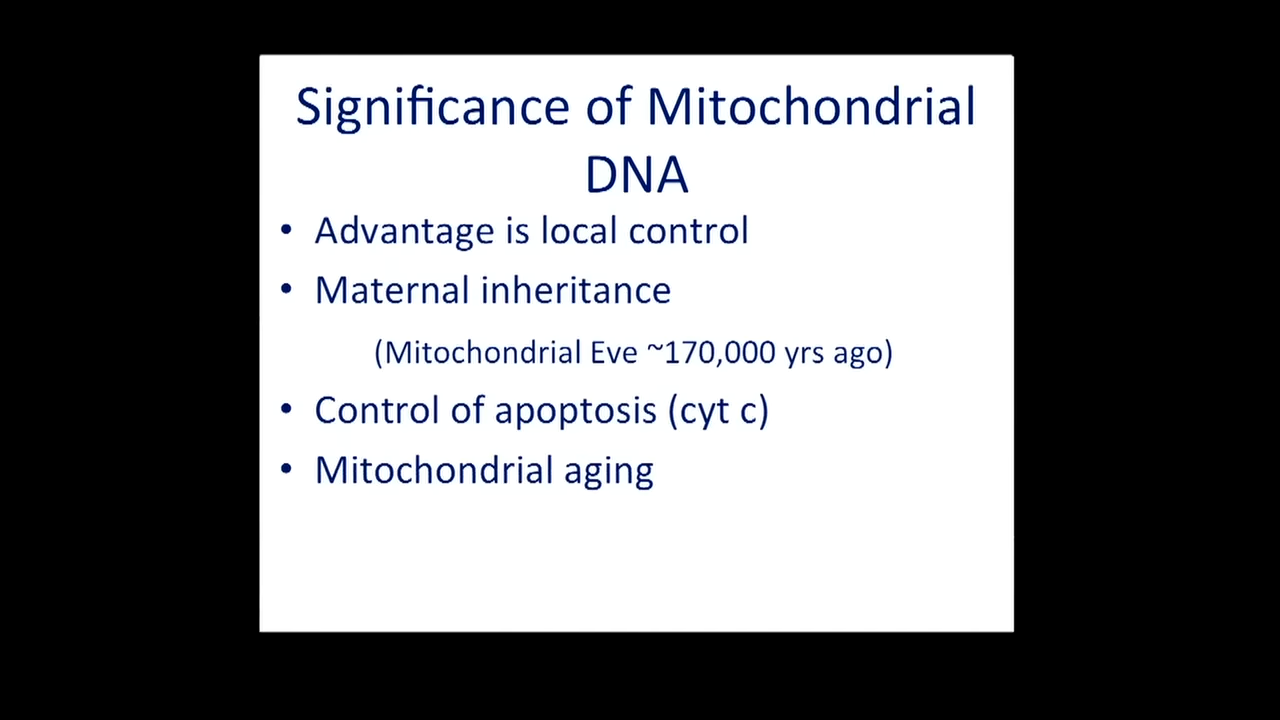 Significance of Mitochondrial
DNA
• Advantage is local control
• Maternal inheritance
(Mitochondrial Eve ~170,000 yrs ago)
• Control of apoptosis (cyt c)
• Mitochondrial aging